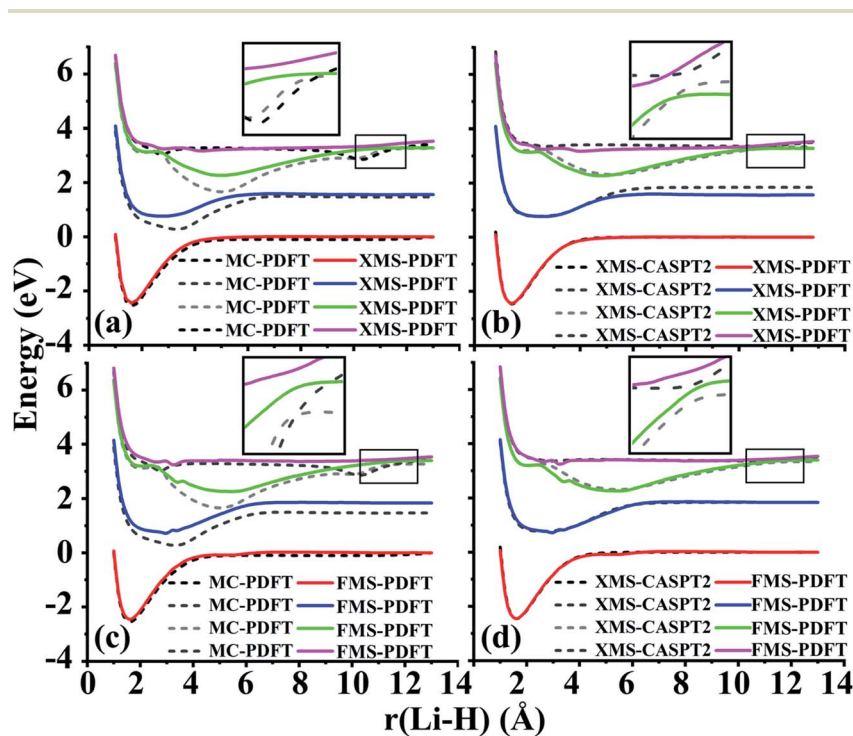 Energy (eV)
6
4
2
0
−2
−4
(a)
MC-PDFT XMS-PDFT
MC-PDFT XMS-PDFT
MC-PDFT XMS-PDFT
MC-PDFT XMS-PDFT
(b)
XMS-CASPT2 XMS-PDFT
XMS-CASPT2 XMS-PDFT
XMS-CASPT2 XMS-PDFT
XMS-CASPT2 XMS-PDFT
6
4
2
0
−2
−4
(c)
MC-PDFT FMS-PDFT
MC-PDFT FMS-PDFT
MC-PDFT FMS-PDFT
MC-PDFT FMS-PDFT
(d)
XMS-CASPT2 FMS-PDFT
XMS-CASPT2 FMS-PDFT
XMS-CASPT2 FMS-PDFT
XMS-CASPT2 FMS-PDFT
0 2 4 6 8 10 12 14 2 4 6 8 10 12 14
r(Li-H) (Å)